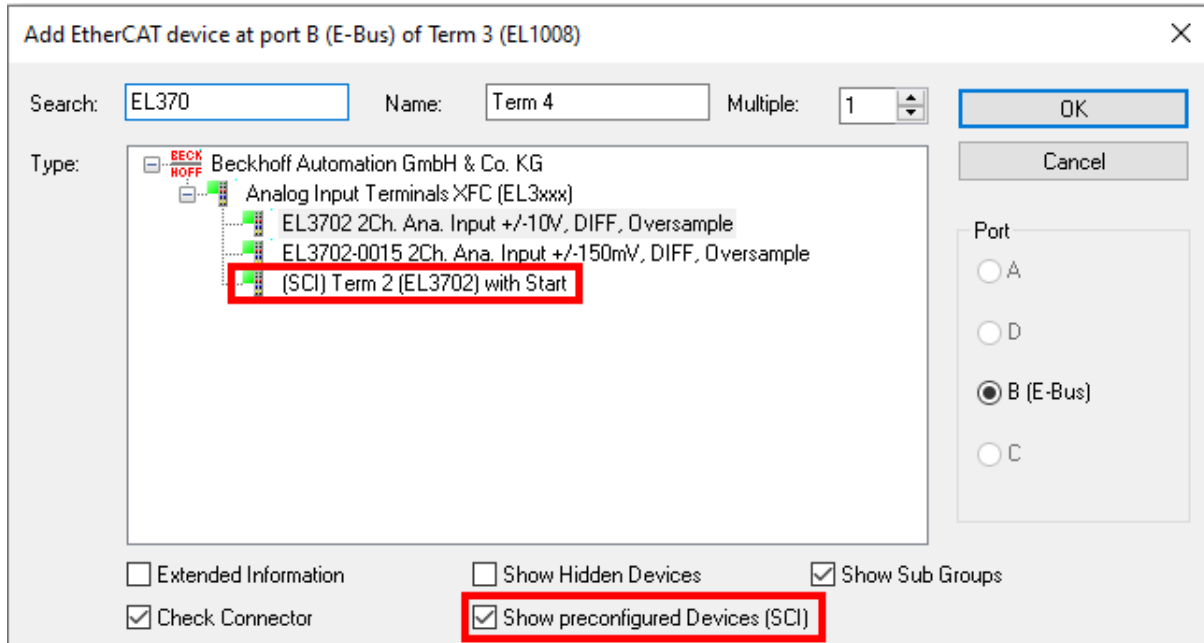 Add EtherCAT device at port B (E-Bus) of Term 3 (EL1008)
Search: EL370 Name: Term 4 Multiple: 1 OK
Type: BECKHOFF Beckhoff Automation GmbH & Co. KG Cancel
Analog Input Terminals XFC (EL3xxx)
EL3702 2Ch. Ana. Input +/-10V, DIFF, Oversample
EL3702-0015 2Ch. Ana. Input +/-150mV, DIFF, Oversample
(SCI) Term 2 (EL3702) with Start
Port
A
D
B (E-Bus)
C
Extended Information Show Hidden Devices Show Sub Groups
Check Connector Show preconfigured Devices (SCI)